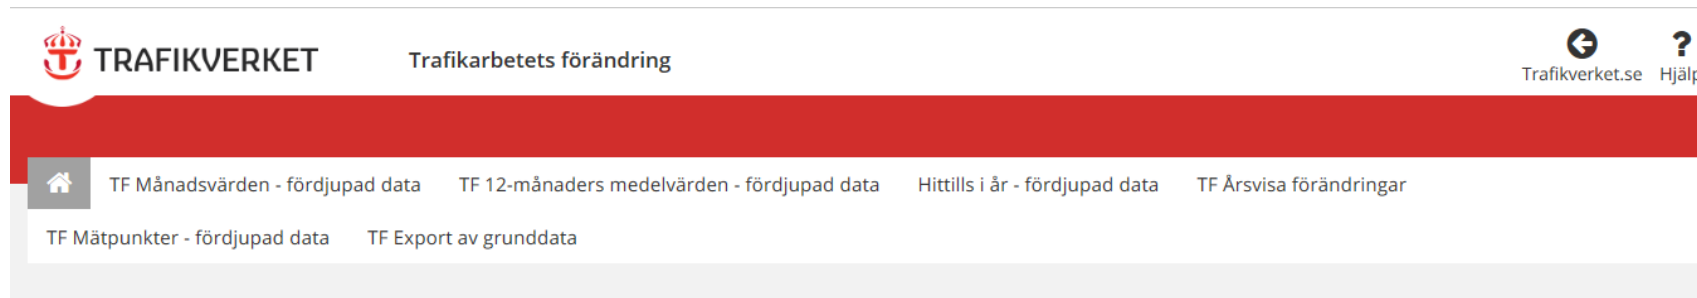 TRAFIKVERKET
Trafikarbetets förändring
Trafikverket.se
?
Hjälp
TF Månadsvärden - fördjupad data
TF 12-månaders medelvärden - fördjupad data
Hittills i år - fördjupad data
TF Årsvisa förändringar
TF Mätpunkter - fördjupad data
TF Export av grunddata